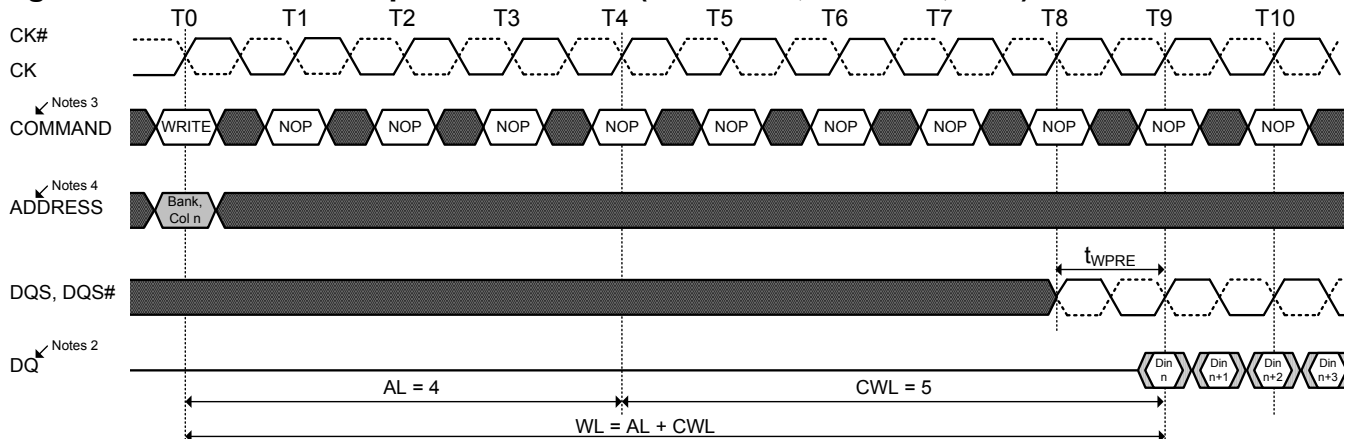 T0 T1 T2 T3 T4 T5 T6 T7 T8 T9 T10
CK#
CK
Notes 3
COMMAND
WRITE NOP NOP NOP NOP NOP NOP NOP NOP NOP NOP
Notes 4
ADDRESS
Bank,
Col n
tWPRE
DQS, DQS#
Notes 2
DQ
Din n
Din n+1
Din n+2
Din n+3
AL = 4
CWL = 5
WL = AL + CWL